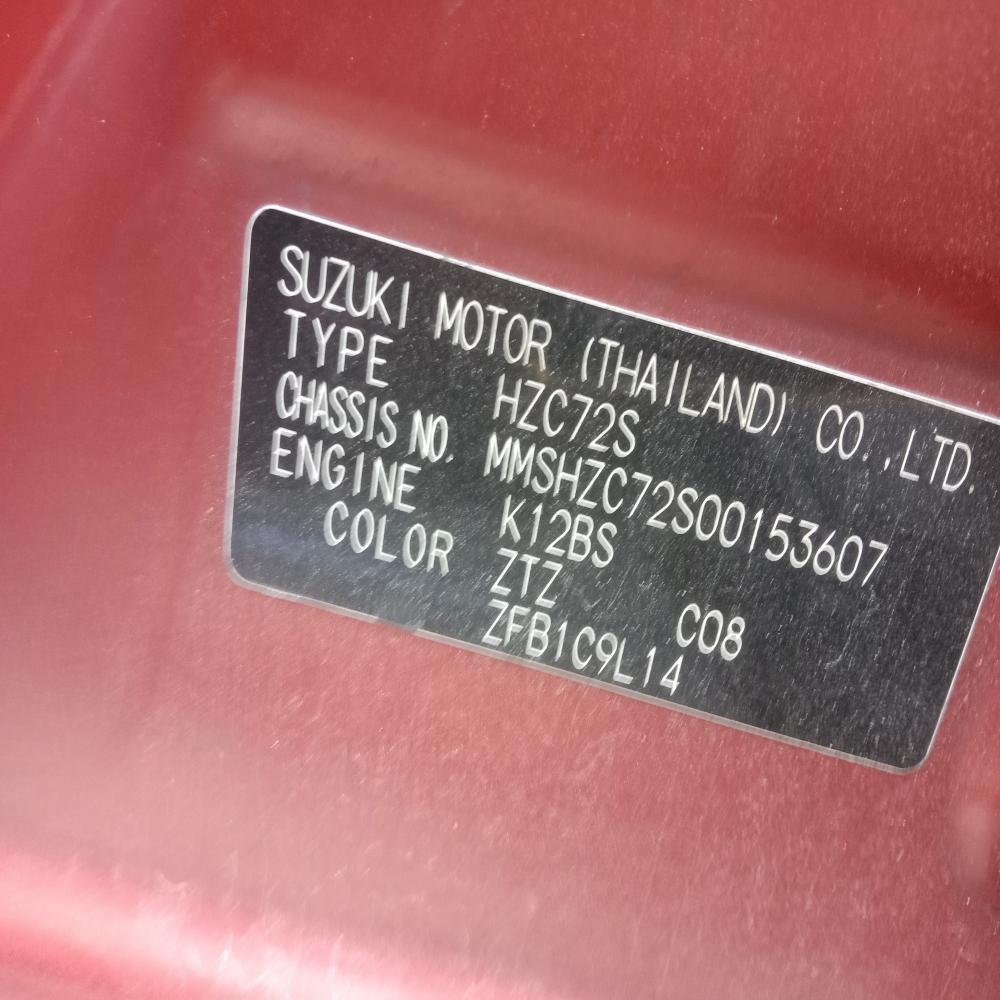 SUZUKI MOTOR (THAILAND) CO.,LTD.
TYPE HZC72S
CHASSIS NO. MMSHZC72S00153607
ENGINE K12BS
COLOR ZTZ C08
ZFB1C9L14